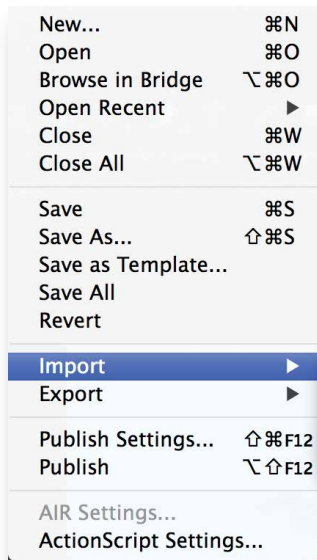 New... ⌘N
Open ⌘O
Browse in Bridge ⌥⌘O
Open Recent ▶
Close ⌘W
Close All ⌥⌘W
Save ⌘S
Save As... ⇧⌘S
Save as Template...
Save All
Revert
Import ▶
Export ▶
Publish Settings... ⇧⌘F12
Publish ⌥⇧F12
AIR Settings...
ActionScript Settings...